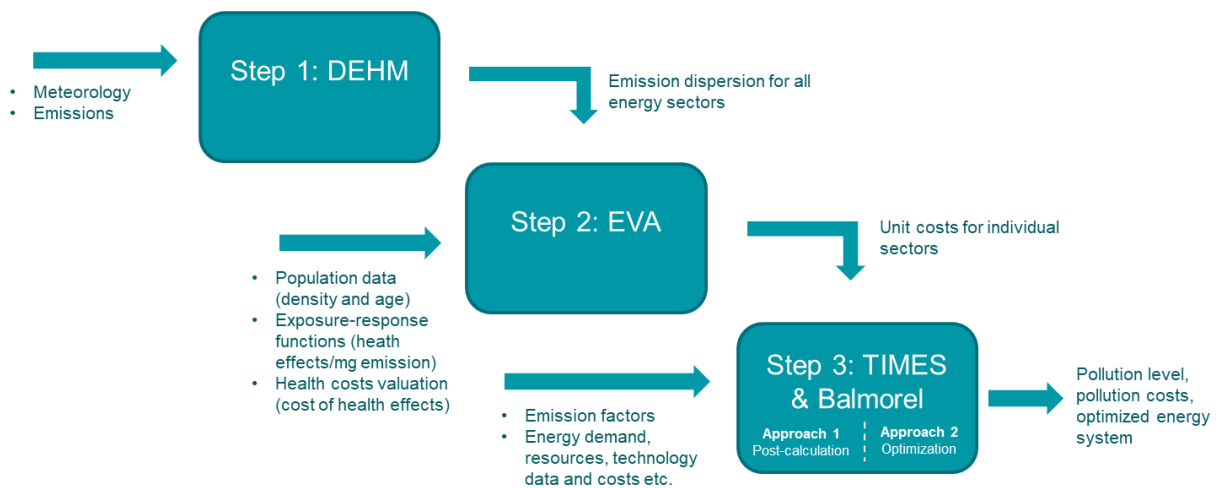 Step 1: DEHM
• Meteorology
• Emissions
Emission dispersion for all
energy sectors
Step 2: EVA
• Population data
(density and age)
• Exposure-response
functions (heath
effects/mg emission)
• Health costs valuation
(cost of health effects)
Unit costs for individual
sectors
Step 3: TIMES
& Balmorel
Approach 1
Post-calculation
Approach 2
Optimization
• Emission factors
• Energy demand,
resources, technology
data and costs etc.
Pollution level,
pollution costs,
optimized energy
system